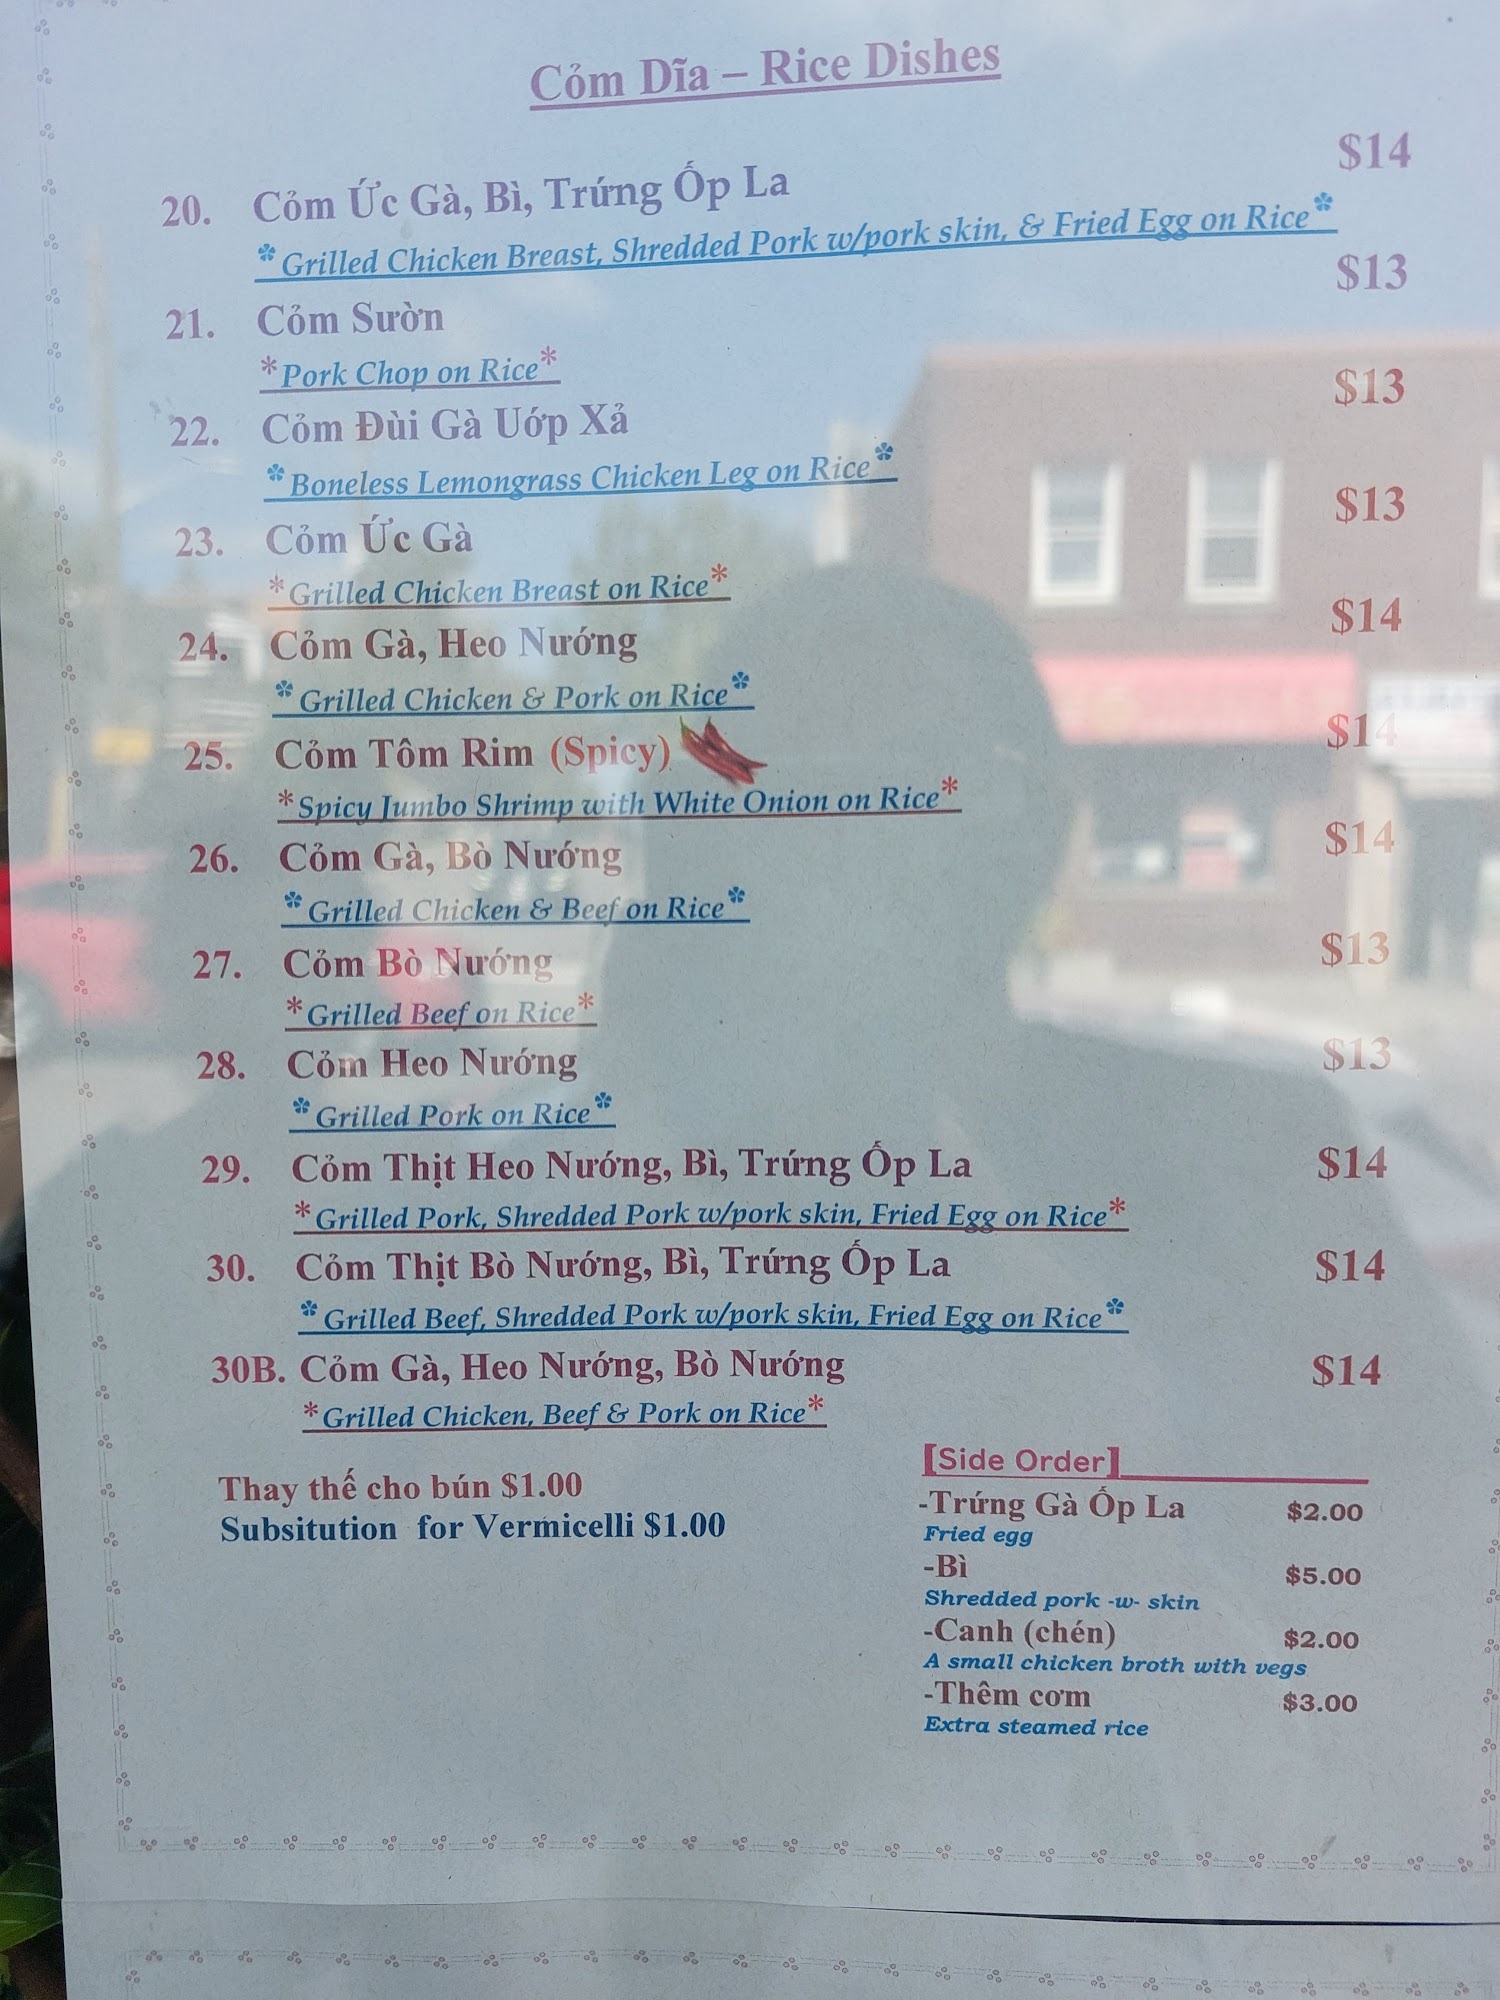 Cỏm Dĩa – Rice Dishes
20. Cỏm Ức Gà, Bì, Trứng Ốp La $14
*Grilled Chicken Breast, Shredded Pork w/pork skin, & Fried Egg on Rice*
21. Cỏm Sườn $13
*Pork Chop on Rice*
22. Cỏm Đùi Gà Uớp Xả $13
*Boneless Lemongrass Chicken Leg on Rice*
23. Cỏm Ức Gà $13
*Grilled Chicken Breast on Rice*
24. Cỏm Gà, Heo Nướng $14
*Grilled Chicken & Pork on Rice*
25. Cỏm Tôm Rim (Spicy) $14
*Spicy Jumbo Shrimp with White Onion on Rice*
26. Cỏm Gà, Bò Nướng $14
*Grilled Chicken & Beef on Rice*
27. Cỏm Bò Nướng $13
*Grilled Beef on Rice*
28. Cỏm Heo Nướng $13
*Grilled Pork on Rice*
29. Cỏm Thịt Heo Nướng, Bì, Trứng Ốp La $14
*Grilled Pork, Shredded Pork w/pork skin, Fried Egg on Rice*
30. Cỏm Thịt Bò Nướng, Bì, Trứng Ốp La $14
*Grilled Beef, Shredded Pork w/pork skin, Fried Egg on Rice*
30B. Cỏm Gà, Heo Nướng, Bò Nướng $14
*Grilled Chicken, Beef & Pork on Rice*
Thay thế cho bún $1.00
Subsitution for Vermicelli $1.00
[Side Order]
-Trứng Gà Ốp La $2.00
Fried egg
-Bì $5.00
Shredded pork -w- skin
-Canh (chén) $2.00
A small chicken broth with vegs
-Thêm cơm $3.00
Extra steamed rice